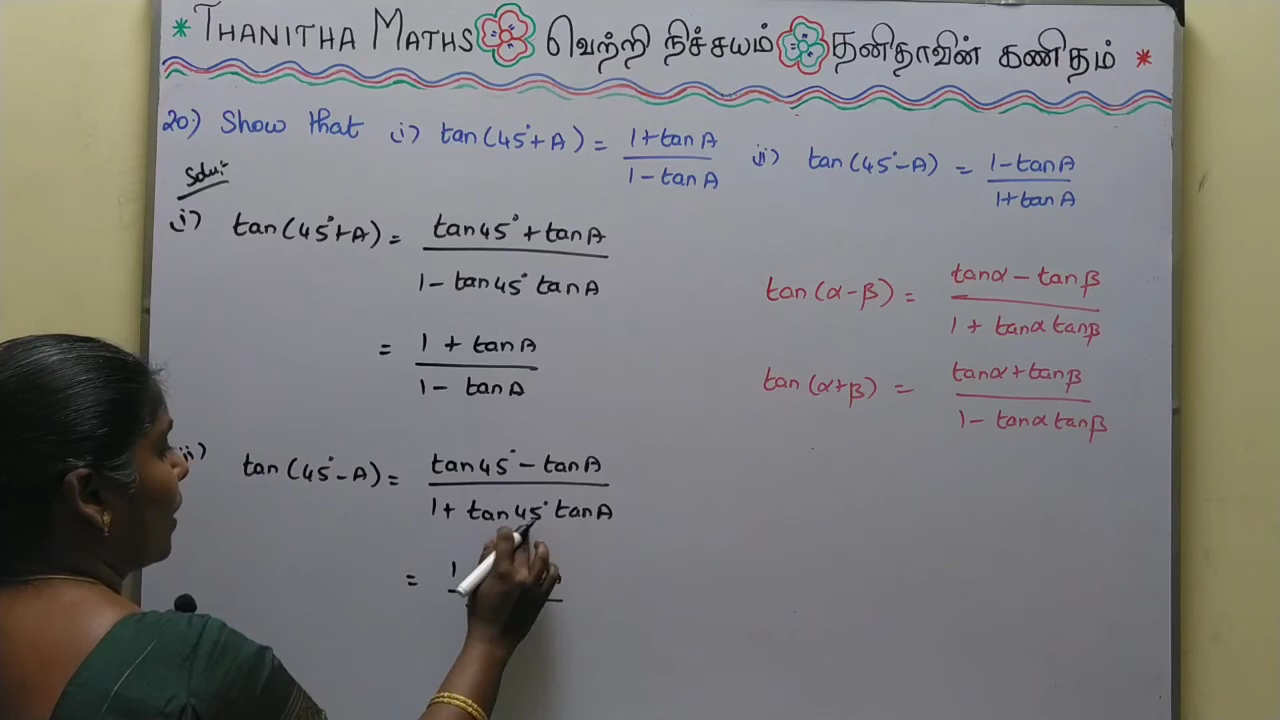 * THANITHA MATHS வெற்றி நிச்சயம் தனிதாவின் கணிதம் *
20.) Show that i) tan(45°+A) = 1+tanA / 1-tanA ii) tan(45°-A) = 1-tanA / 1+tanA
Solu:-
i) tan(45°+A) = tan45° + tanA / 1 - tan45° tanA
= 1 + tanA / 1 - tanA
ii) tan(45°-A) = tan45° - tanA / 1 + tan45° tanA
= 1
tan(α-β) = tanα - tanβ / 1 + tanα tanβ
tan(α+β) = tanα + tanβ / 1 - tanα tanβ